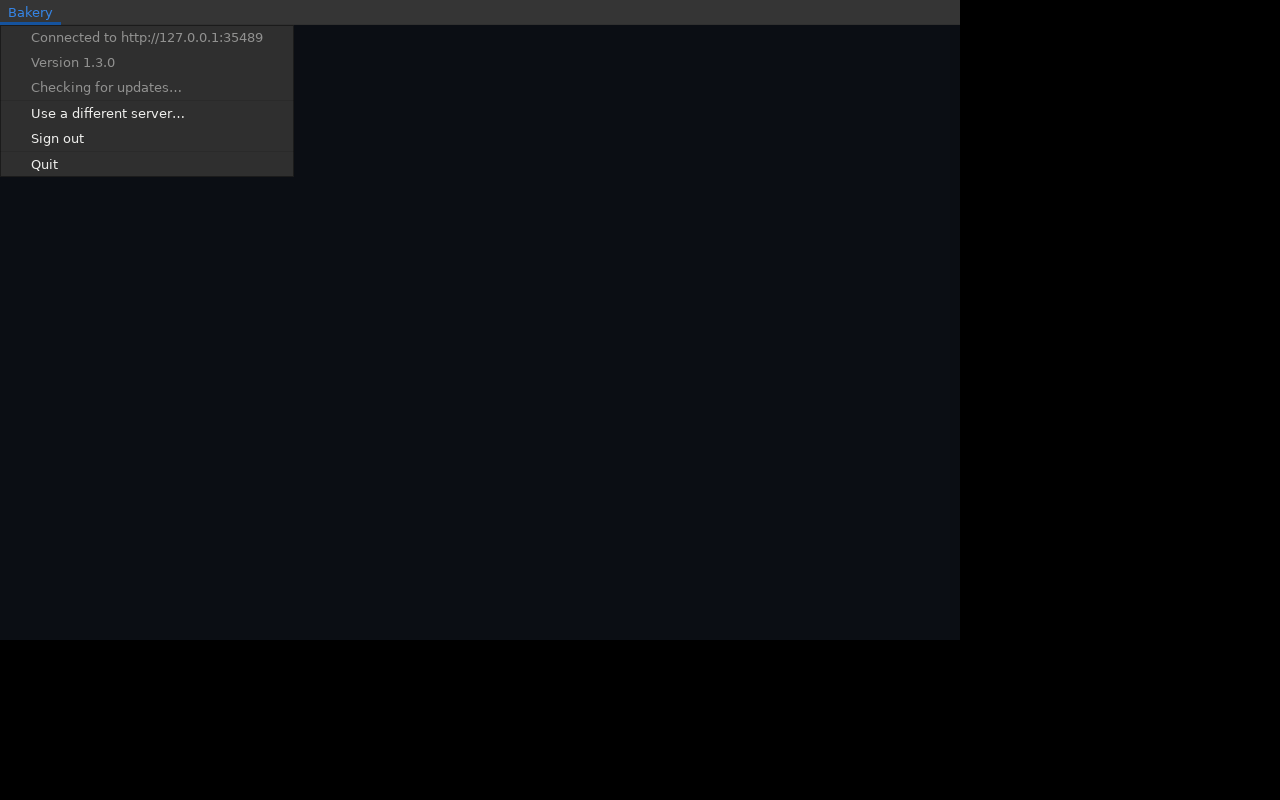 Bakery
Connected to http://127.0.0.1:35489
Version 1.3.0
Checking for updates...
Use a different server...
Sign out
Quit